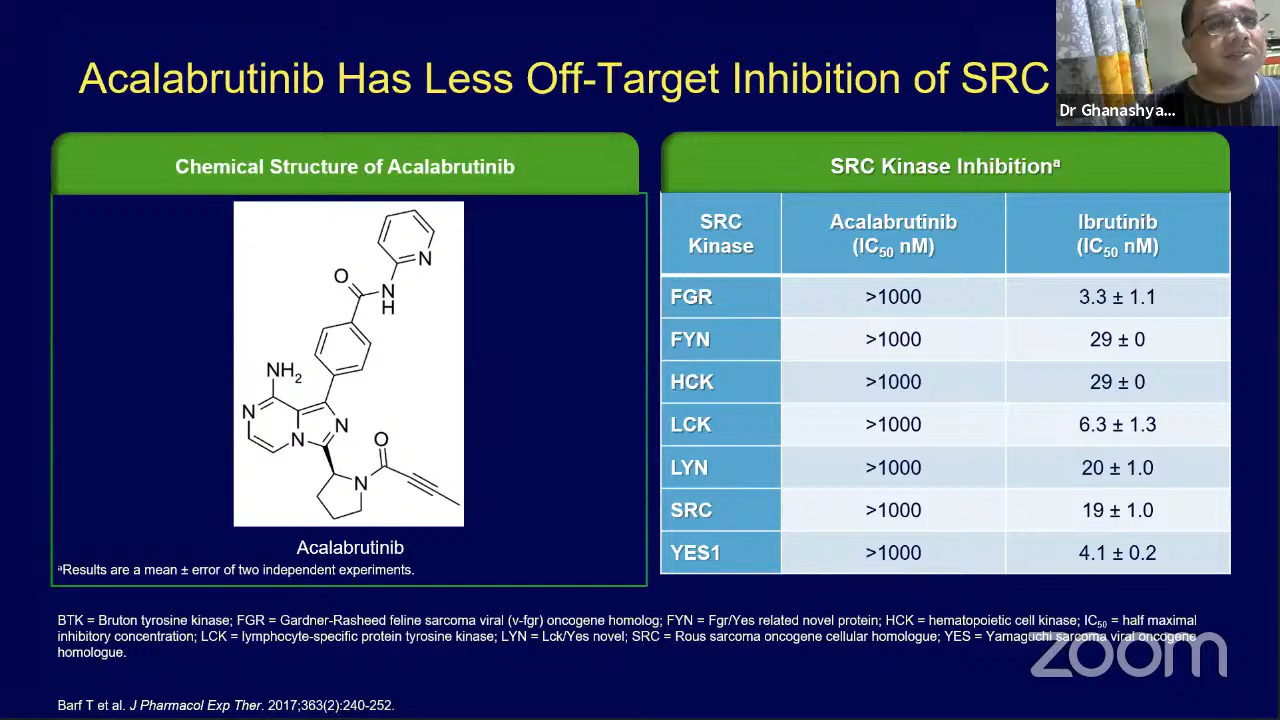 Acalabrutinib Has Less Off-Target Inhibition of SRC
Dr Ghanashya...
Chemical Structure of Acalabrutinib
O
N
N
H
NH2
N
N
N
O
N
Acalabrutinib
ᵃResults are a mean ± error of two independent experiments.
SRC Kinase Inhibitionᵃ
SRC Kinase Acalabrutinib (IC50 nM) Ibrutinib (IC50 nM)
FGR >1000 3.3 ± 1.1
FYN >1000 29 ± 0
HCK >1000 29 ± 0
LCK >1000 6.3 ± 1.3
LYN >1000 20 ± 1.0
SRC >1000 19 ± 1.0
YES1 >1000 4.1 ± 0.2
BTK = Bruton tyrosine kinase; FGR = Gardner-Rasheed feline sarcoma viral (v-fgr) oncogene homolog; FYN = Fgr/Yes related novel protein; HCK = hematopoietic cell kinase; IC50 = half maximal
inhibitory concentration; LCK = lymphocyte-specific protein tyrosine kinase; LYN = Lck/Yes novel; SRC = Rous sarcoma oncogene cellular homologue; YES = Yamaguchi sarcoma viral oncogene
homologue.
zoom
Barf T et al. J Pharmacol Exp Ther. 2017;363(2):240-252.